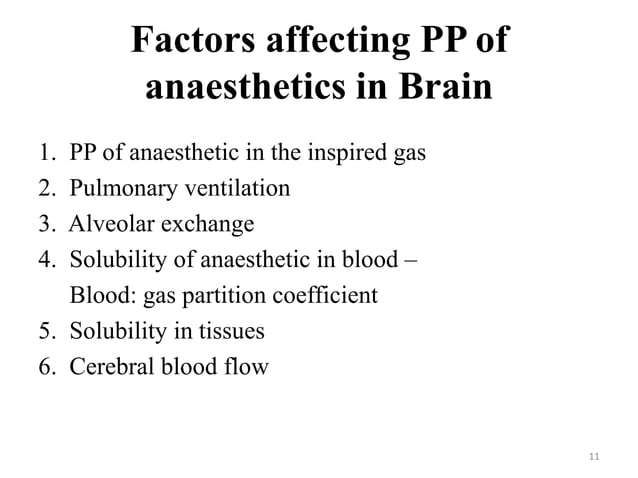 Factors affecting PP of
anaesthetics in Brain
1. PP of anaesthetic in the inspired gas
2. Pulmonary ventilation
3. Alveolar exchange
4. Solubility of anaesthetic in blood –
Blood: gas partition coefficient
5. Solubility in tissues
6. Cerebral blood flow
11